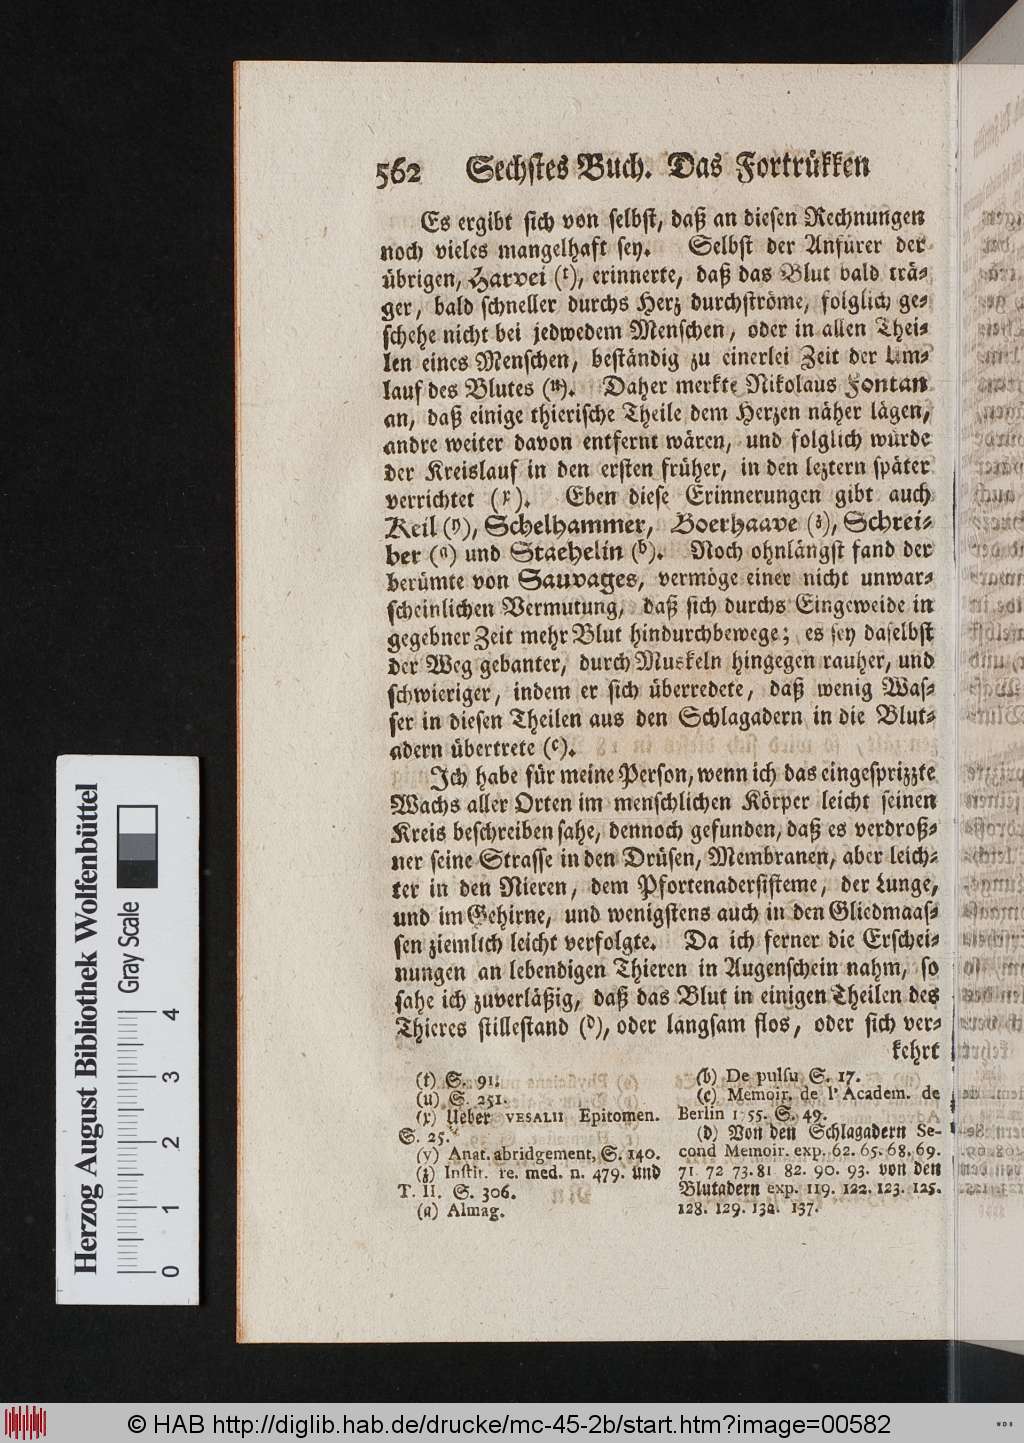 562 Sechstes Buch. Das Fortrükken
Es ergibt sich von selbst, daß an diesen Rechnungen
noch vieles mangelhaft sey. Selbst der Anfürer der
übrigen, Harvei (t), erinnerte, daß das Blut bald trä-
ger, bald schneller durchs Herz durchströme, folglich ge-
schehe nicht bei jedwedem Menschen, oder in allen Thei-
len eines Menschen, beständig zu einerlei Zeit der Um-
lauf des Blutes (u). Daher merkte Nikolaus Fontan
an, daß einige thierische Theile dem Herzen näher lägen,
andre weiter davon entfernt wären, und folglich würde
der Kreislauf in den ersten früher, in den leztern später
verrichtet (x). Eben diese Erinnerungen gibt auch
Keil (y), Schelhammer, Boerhaave (z), Schrei-
ber (a) und Staehelin (b). Noch ohnlängst fand der
berümte von Sauvages, vermöge einer nicht unwar-
scheinlichen Vermutung, daß sich durchs Eingeweide in
gegebner Zeit mehr Blut hindurchbewege; es sey daselbst
der Weg gebanter, durch Muskeln hingegen rauher, und
schwieriger, indem er sich überredete, daß wenig Was-
ser in diesen Theilen aus den Schlagadern in die Blut-
adern übertrete (c).
Ich habe für meine Person, wenn ich das eingesprizzte
Wachs aller Orten im menschlichen Körper leicht seinen
Kreis beschreiben sahe, dennoch gefunden, daß es verdroß-
ner seine Strasse in den Drüsen, Membranen, aber leich-
ter in den Nieren, dem Pfortenadersisteme, der Lunge,
und im Gehirne, und wenigstens auch in den Gliedmaas-
sen ziemlich leicht verfolgte. Da ich ferner die Erschei-
nungen an lebendigen Thieren in Augenschein nahm, so
sahe ich zuverläßig, daß das Blut in einigen Theilen des
Thieres stillestand (d), oder langsam flos, oder sich ver-
kehrt
(t) S. 91.
(u) S. 251.
(x) Ueber VESALII Epitomen.
S. 25.
(y) Anat. abridgement. S. 140.
(z) Instit. re. med. n. 479. und
T. II. S. 306.
(a) Almag.
(b) De pulsu S. 17.
(c) Memoir. de l'Academ. de
Berlin 1755. S. 49.
(d) Von den Schlagadern Se-
cond Memoir. exp. 62. 65. 68. 69.
71. 72 73. 81 82. 90. 93. von den
Blutadern exp. 119. 122. 123. 125.
128. 129. 132. 137.
Herzog August Bibliothek Wolfenbüttel
Gray Scale
0 1 2 3 4
© HAB http://diglib.hab.de/drucke/mc-45-2b/start.htm?image=00582